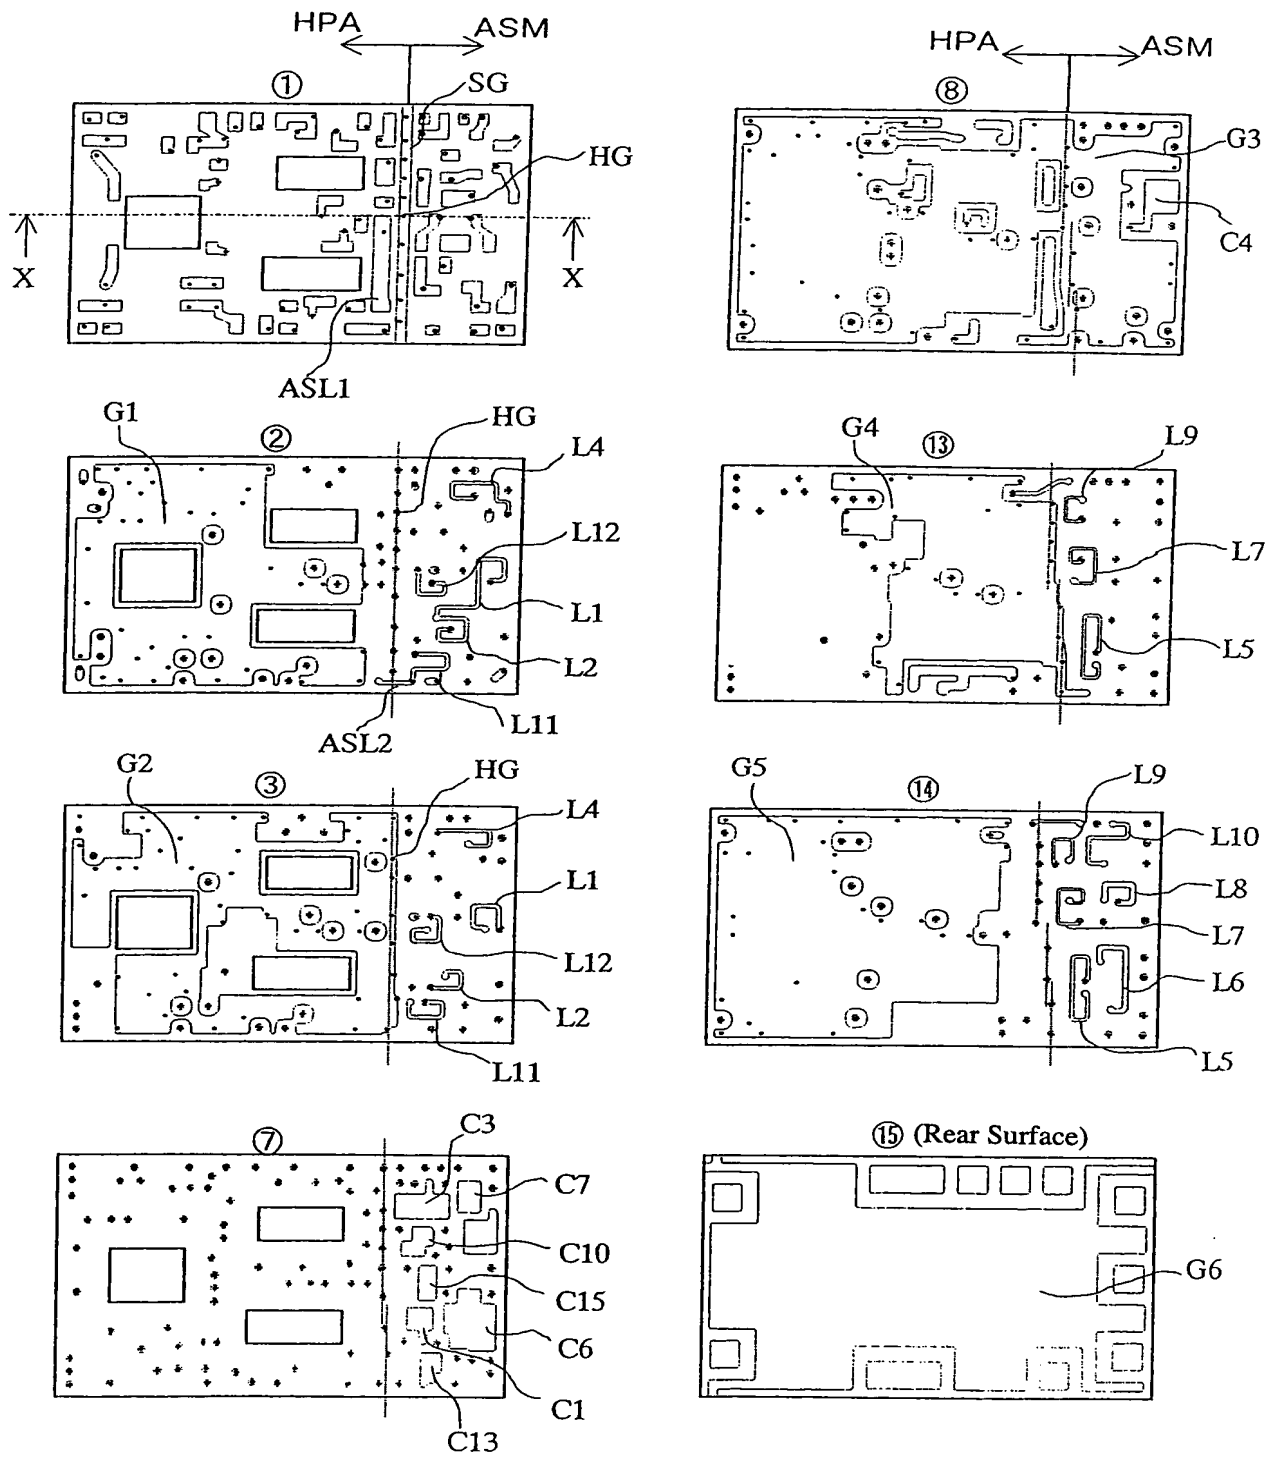 HPA ASM
①
SG
HG
X X
ASL1
HPA ASM
⑧
G3
C4
G1
②
HG
L4
L12
L1
L2
L11
ASL2
G4
⑬
L9
L7
L5
G2
③
HG
L4
L1
L12
L2
L11
G5
⑭
L9
L10
L8
L7
L6
L5
⑦
C3
C7
C10
C15
C6
C1
C13
⑮ (Rear Surface)
G6